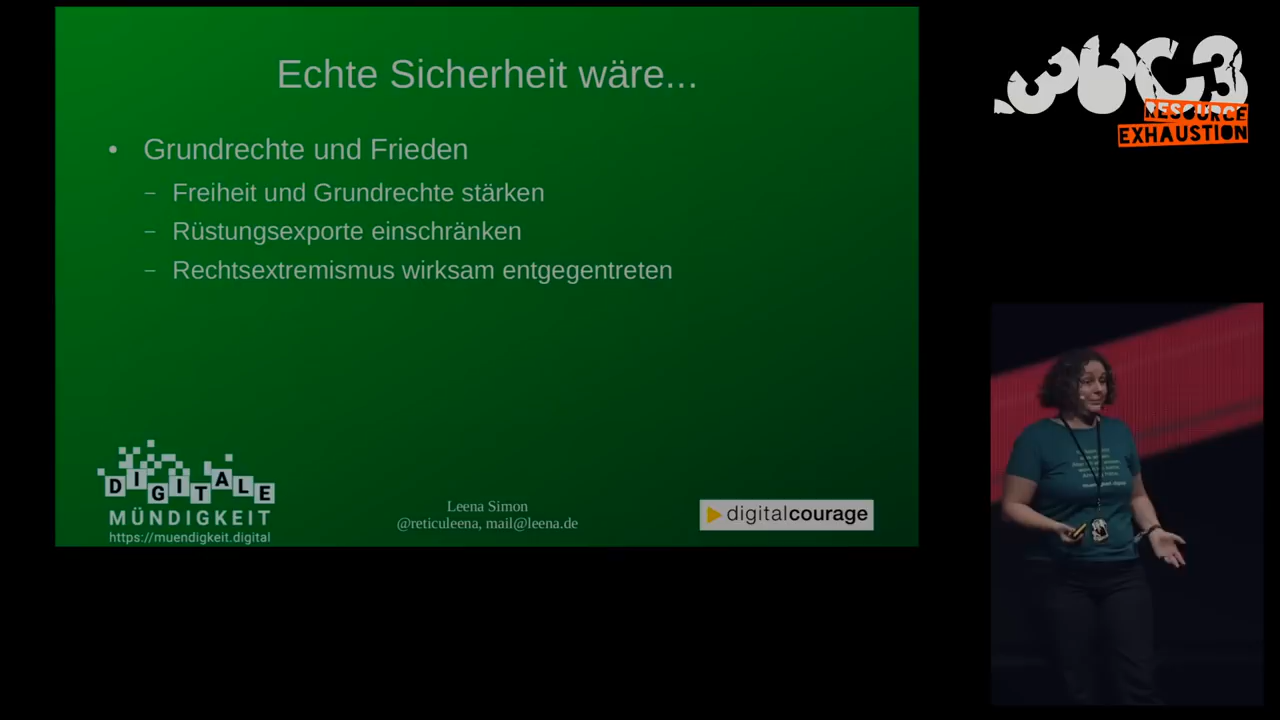 Echte Sicherheit wäre...
• Grundrechte und Frieden
– Freiheit und Grundrechte stärken
– Rüstungsexporte einschränken
– Rechtsextremismus wirksam entgegentreten
DIGITALE
MÜNDIGKEIT
https://muendigkeit.digital
Leena Simon
@reticuleena, mail@leena.de
digitalcourage
36C3
RESOURCE
EXHAUSTION